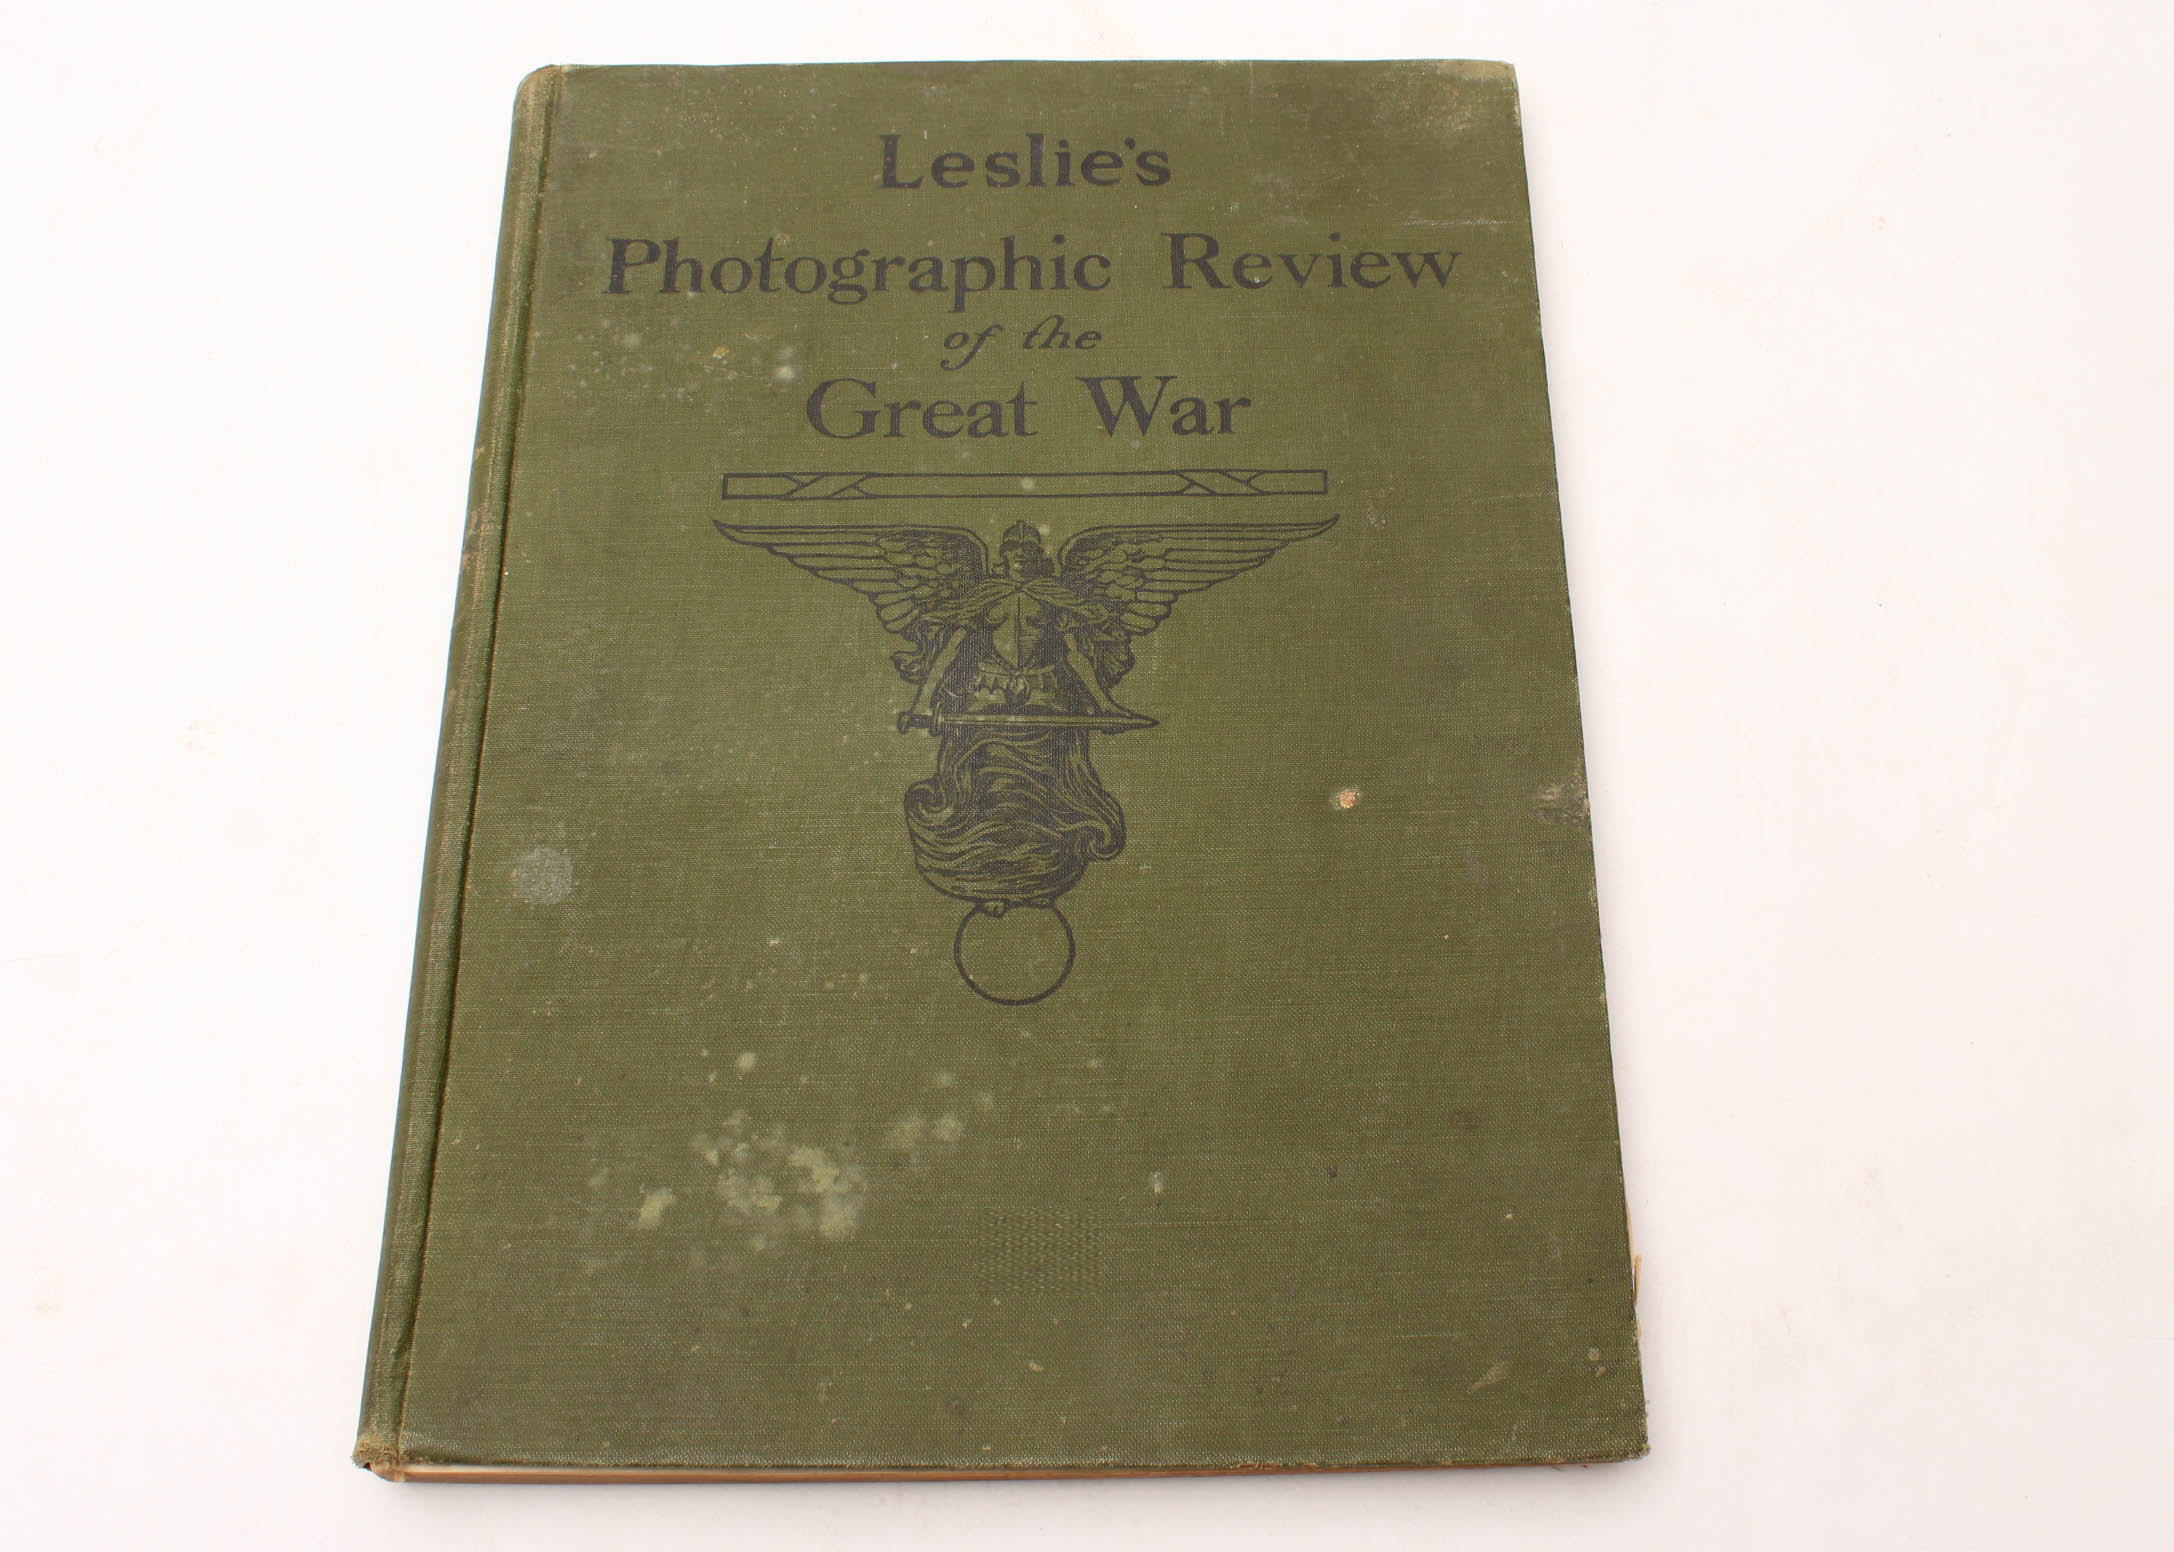 Leslie's
Photographic Review
of the
Great War